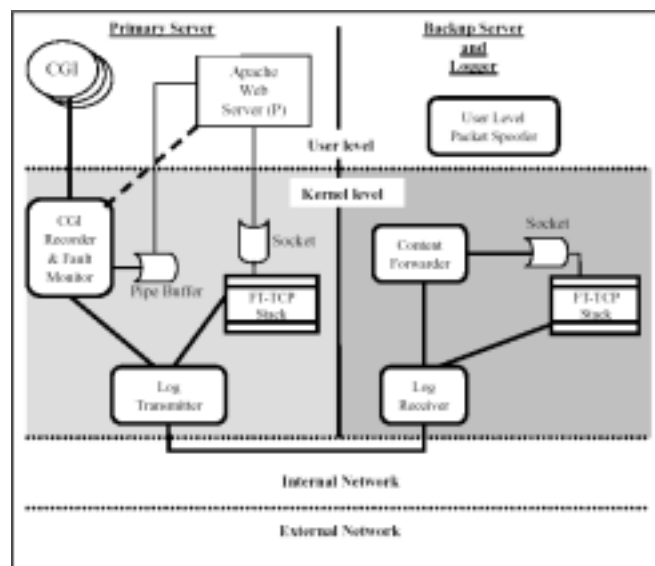 Primary Server
Backup Server
and
Logger
CGI
Apache
Web
Server (P)
User Level
Packet Spoofer
User level
Kernel level
CGI
Recorder
& Fault
Monitor
Socket
Pipe Buffer
FT-TCP
Stack
Content
Forwarder
Socket
FT-TCP
Stack
Log
Transmitter
Log
Receiver
Internal Network
External Network